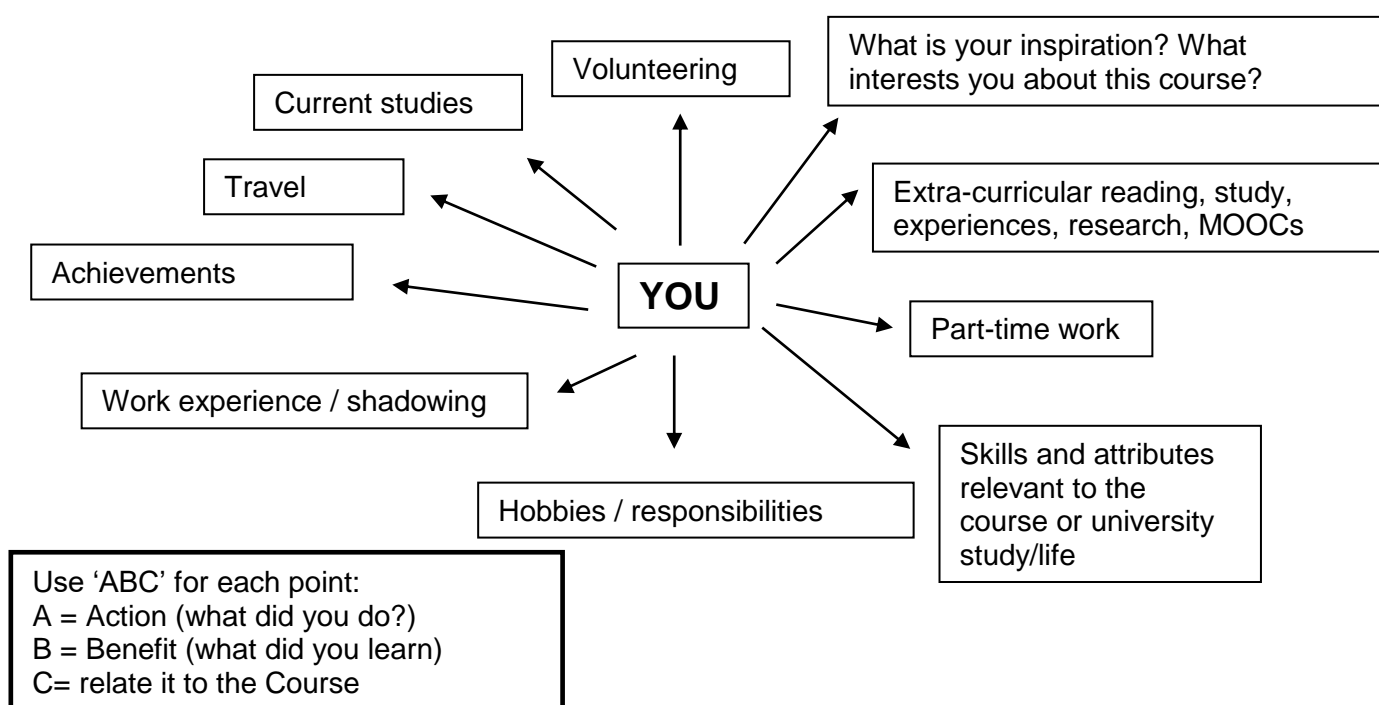 What is your inspiration? What
interests you about this course?
Volunteering
Current studies
Travel
Extra-curricular reading, study,
experiences, research, MOOCs
Achievements
YOU
Part-time work
Work experience / shadowing
Skills and attributes
relevant to the
course or university
study/life
Hobbies / responsibilities
Use ‘ABC’ for each point:
A = Action (what did you do?)
B = Benefit (what did you learn)
C= relate it to the Course